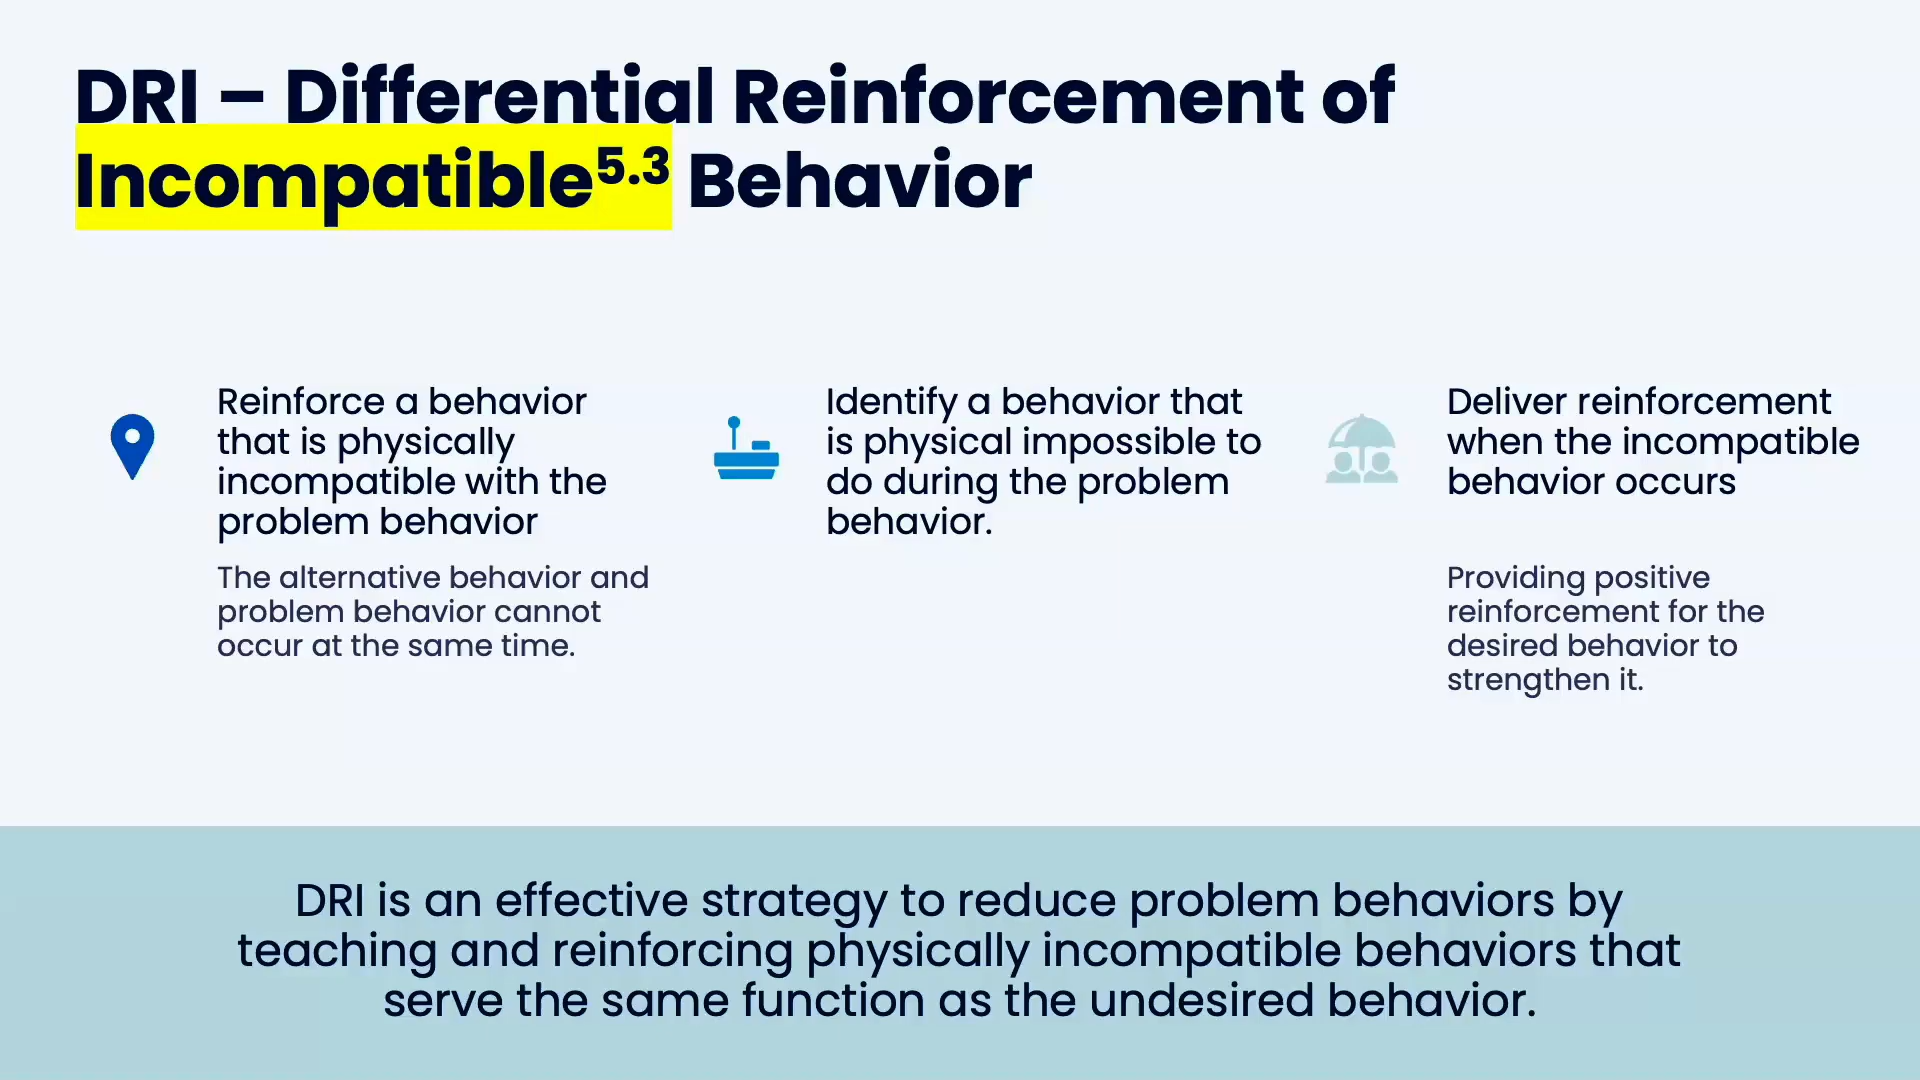 DRI – Differential Reinforcement of
Incompatible5.3 Behavior
Reinforce a behavior
that is physically
incompatible with the
problem behavior
The alternative behavior and
problem behavior cannot
occur at the same time.
Identify a behavior that
is physical impossible to
do during the problem
behavior.
Deliver reinforcement
when the incompatible
behavior occurs
Providing positive
reinforcement for the
desired behavior to
strengthen it.
DRI is an effective strategy to reduce problem behaviors by
teaching and reinforcing physically incompatible behaviors that
serve the same function as the undesired behavior.